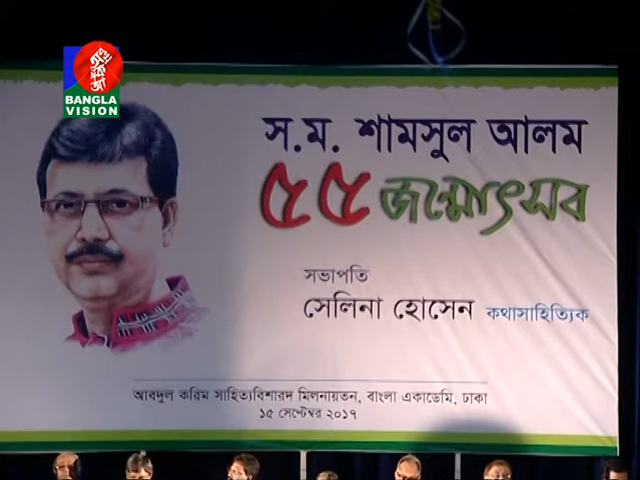 BANGLA
VISION
স.ম. শামসুল আলম
৫৫ জন্মোৎসব
সভাপতি
সেলিনা হোসেন কথাসাহিত্যিক
আবদুল করিম সাহিত্যবিশারদ মিলনায়তন, বাংলা একাডেমি, ঢাকা
১৫ সেপ্টেম্বর ২০১৭